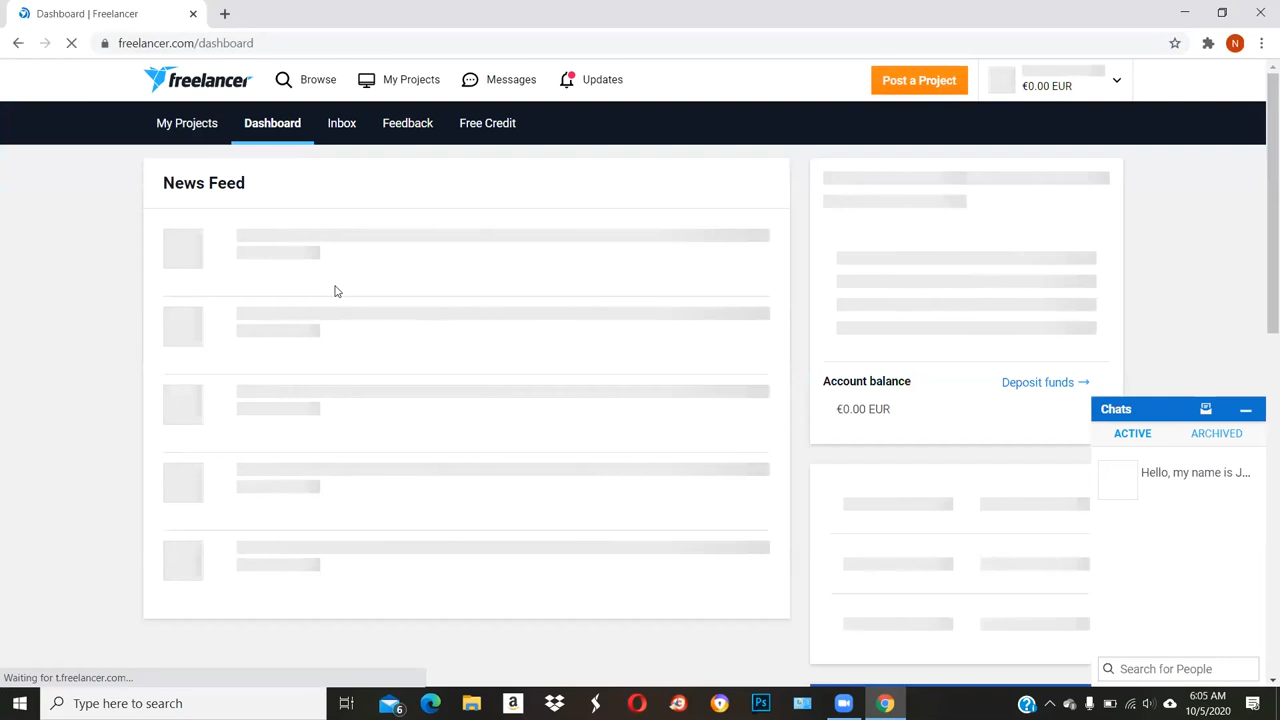 Dashboard | Freelancer
freelancer.com/dashboard
N
freelancer
Browse
My Projects
Messages
Updates
Post a Project
€0.00 EUR
My Projects
Dashboard
Inbox
Feedback
Free Credit
News Feed
Account balance
Deposit funds →
€0.00 EUR
Chats
ACTIVE
ARCHIVED
Hello, my name is J...
Search for People
Waiting for t.freelancer.com...
Type here to search
6
a
Ps
6:05 AM
10/5/2020